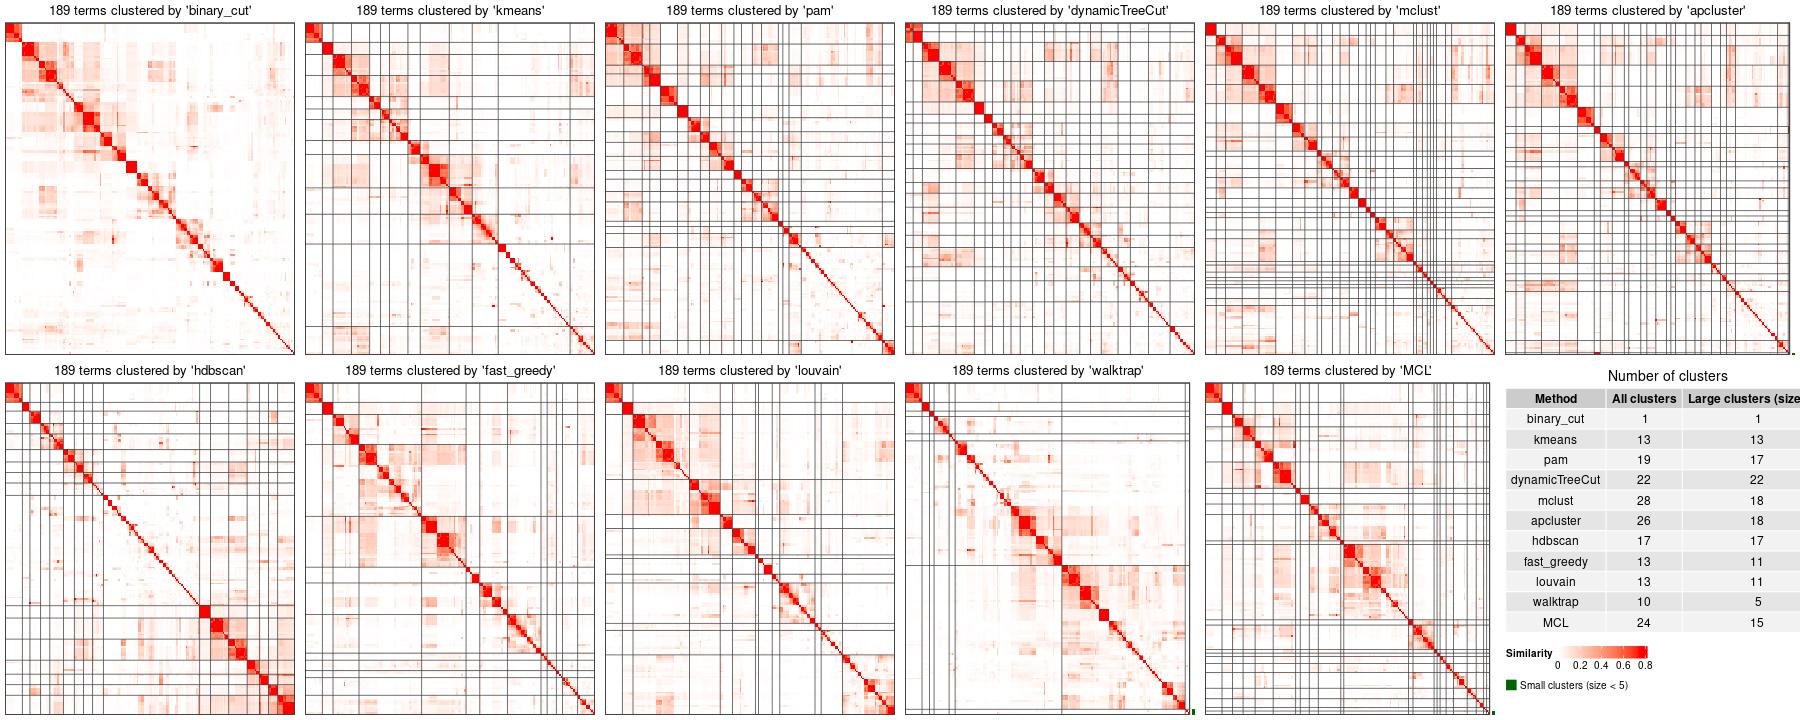 189 terms clustered by 'binary_cut'
189 terms clustered by 'kmeans'
189 terms clustered by 'pam'
189 terms clustered by 'dynamicTreeCut'
189 terms clustered by 'mclust'
189 terms clustered by 'apcluster'
189 terms clustered by 'hdbscan'
189 terms clustered by 'fast_greedy'
189 terms clustered by 'louvain'
189 terms clustered by 'walktrap'
189 terms clustered by 'MCL'
Number of clusters
Method All clusters Large clusters (size
binary_cut 1 1
kmeans 13 13
pam 19 17
dynamicTreeCut 22 22
mclust 28 18
apcluster 26 18
hdbscan 17 17
fast_greedy 13 11
louvain 13 11
walktrap 10 5
MCL 24 15
Similarity
0 0.2 0.4 0.6 0.8
Small clusters (size < 5)